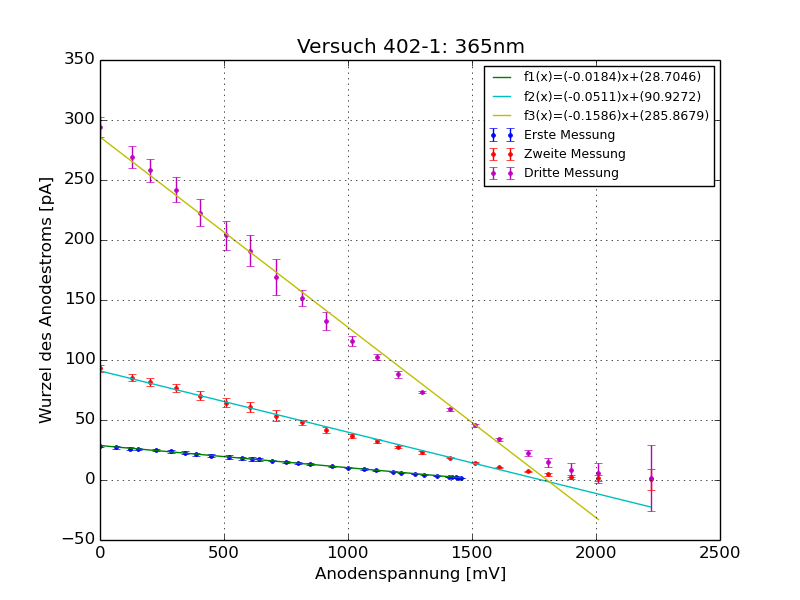 Versuch 402-1: 365nm
350
300
250
200
150
100
50
0
−50
Wurzel des Anodestroms [pA]
f1(x)=(-0.0184)x+(28.7046)
f2(x)=(-0.0511)x+(90.9272)
f3(x)=(-0.1586)x+(285.8679)
Erste Messung
Zweite Messung
Dritte Messung
0 500 1000 1500 2000 2500
Anodenspannung [mV]